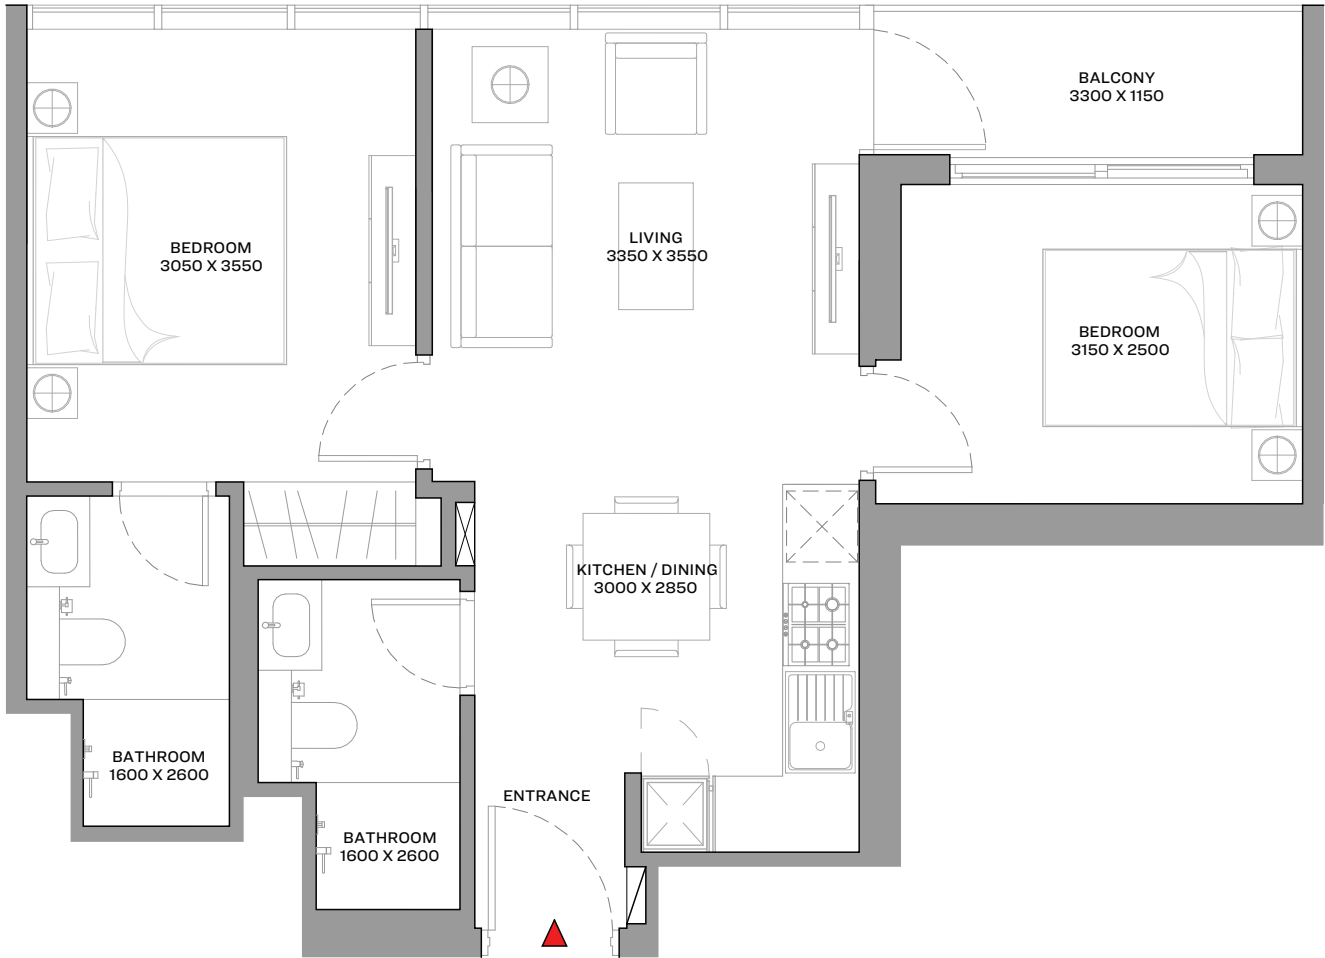 BALCONY
3300 X 1150
BEDROOM
3050 X 3550
LIVING
3350 X 3550
BEDROOM
3150 X 2500
KITCHEN / DINING
3000 X 2850
BATHROOM
1600 X 2600
ENTRANCE
BATHROOM
1600 X 2600